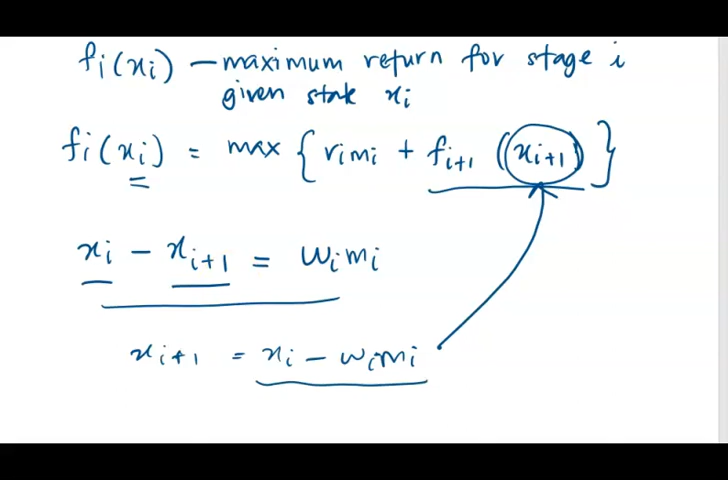 fi(xi) – maximum return for stage i
given state xi
fi(xi) = max { rimi + fi+1 (xi+1) }
xi – xi+1 = wimi
xi+1 = xi – wimi